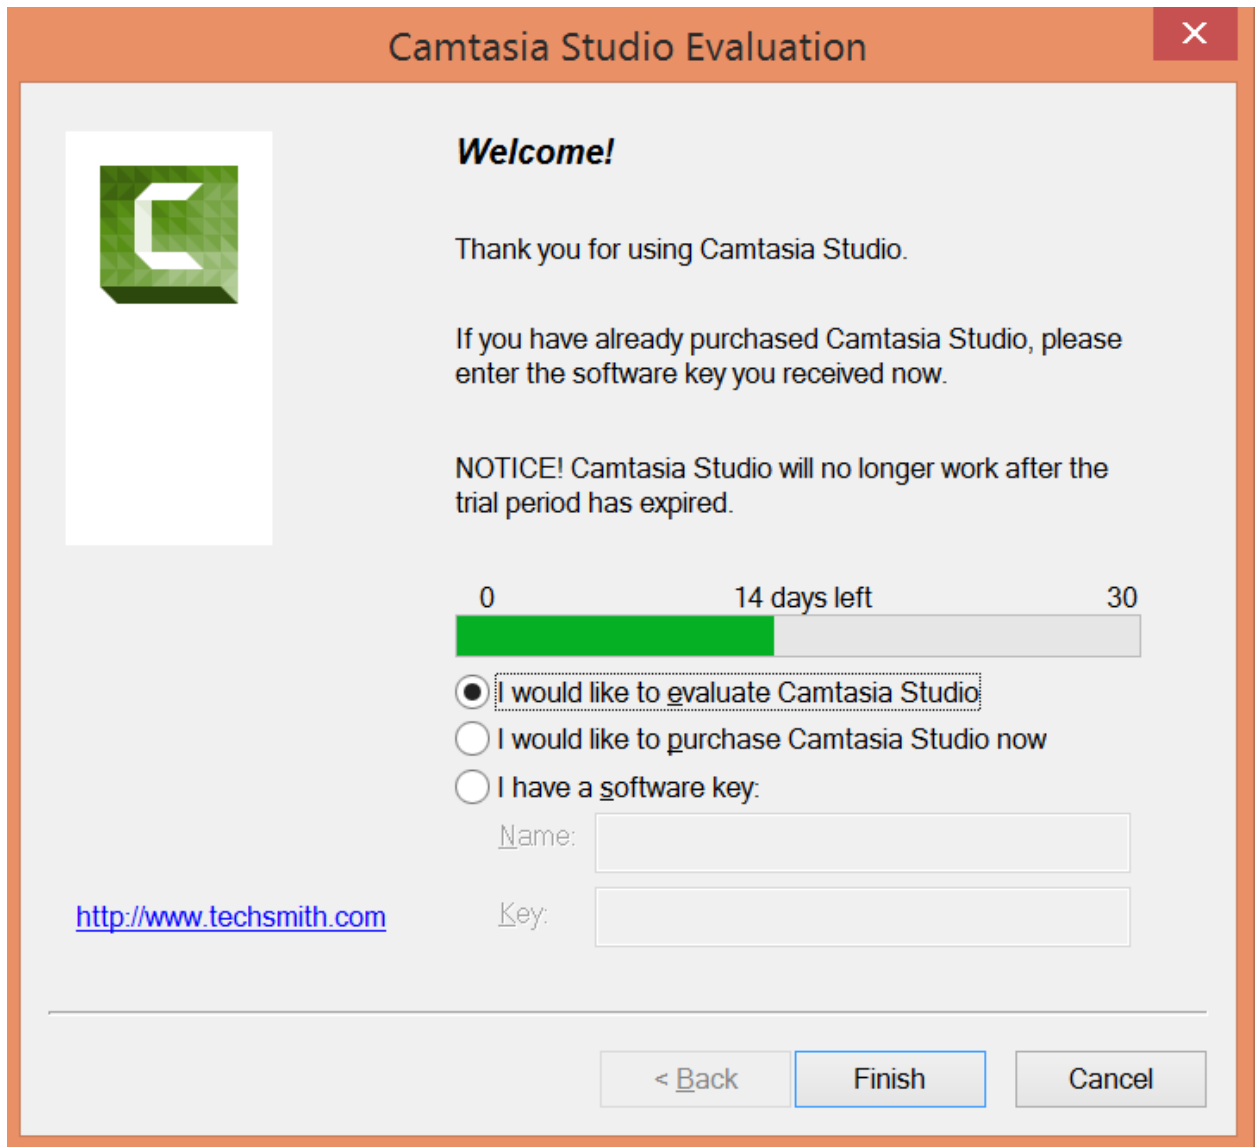 Camtasia Studio Evaluation
Welcome!
Thank you for using Camtasia Studio.
If you have already purchased Camtasia Studio, please
enter the software key you received now.
NOTICE! Camtasia Studio will no longer work after the
trial period has expired.
0 14 days left 30
I would like to evaluate Camtasia Studio
I would like to purchase Camtasia Studio now
I have a software key:
Name:
Key:
http://www.techsmith.com
< Back Finish Cancel